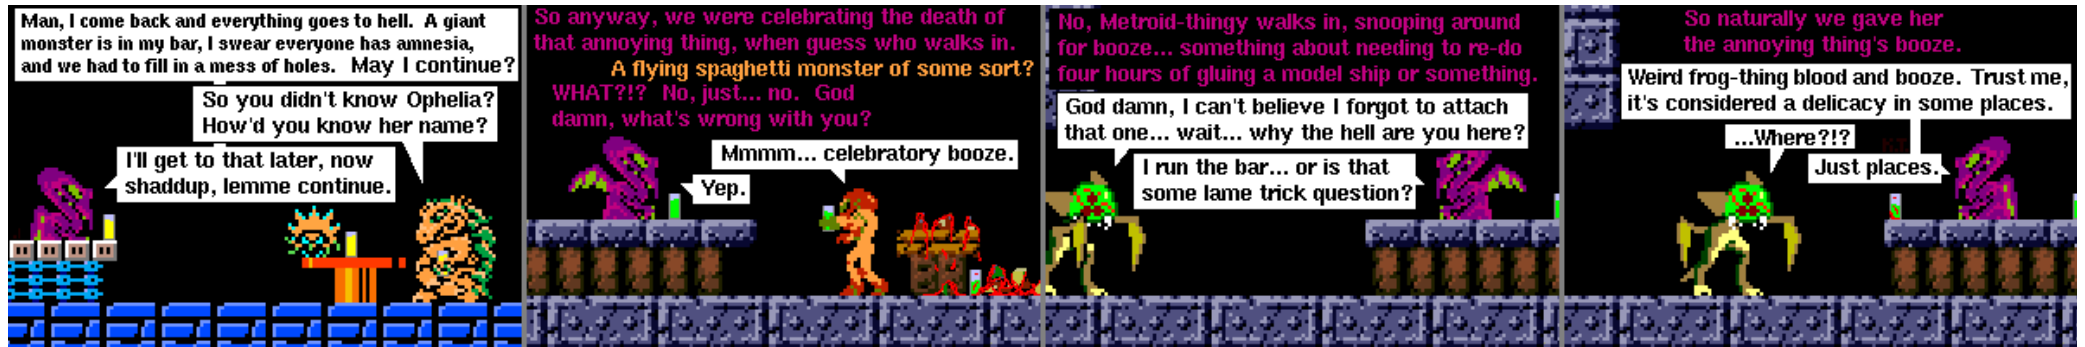 Man, I come back and everything goes to hell. A giant
monster is in my bar, I swear everyone has amnesia,
and we had to fill in a mess of holes. May I continue?
So you didn't know Ophelia?
How'd you know her name?
I'll get to that later, now
shaddup, lemme continue.
So anyway, we were celebrating the death of
that annoying thing, when guess who walks in.
A flying spaghetti monster of some sort?
WHAT?!? No, just... no. God
damn, what's wrong with you?
Mmmm... celebratory booze.
Yep.
No, Metroid-thingy walks in, snooping around
for booze... something about needing to re-do
four hours of gluing a model ship or something.
God damn, I can't believe I forgot to attach
that one... wait... why the hell are you here?
I run the bar... or is that
some lame trick question?
So naturally we gave her
the annoying thing's booze.
Weird frog-thing blood and booze. Trust me,
it's considered a delicacy in some places.
...Where?!?
Just places.